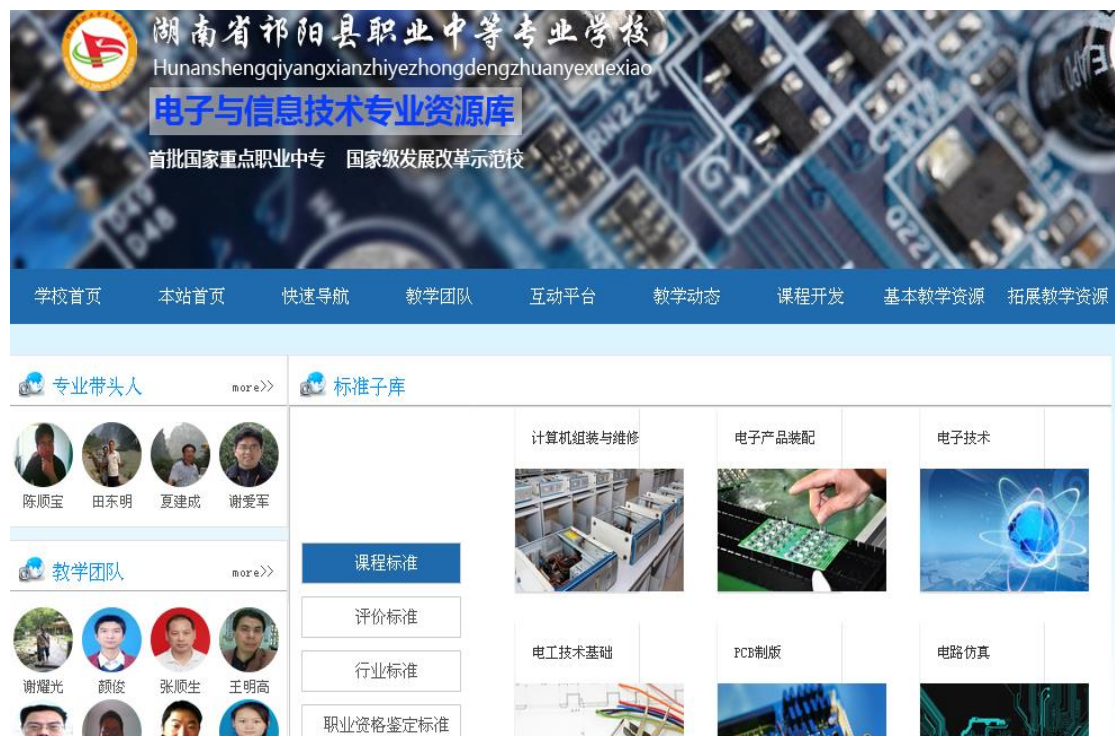 湖南省祁阳县职业中等专业学校
Hunanshengqiyangxianzhiyezhongdengzhuanyexuexiao
电子与信息技术专业资源库
首批国家重点职业中专 国家级发展改革示范校
学校首页 本站首页 快速导航 教学团队 互动平台 教学动态 课程开发 基本教学资源 拓展教学资源
专业带头人 more>>
陈顺宝 田东明 夏建成 谢爱军
教学团队 more>>
谢耀光 颜俊 张顺生 王明高
标准子库
课程标准
评价标准
行业标准
职业资格鉴定标准
计算机组装与维修 电子产品装配 电子技术
电工技术基础 PCB制版 电路仿真
RN2221
GT
Q221
D49
D48
H4